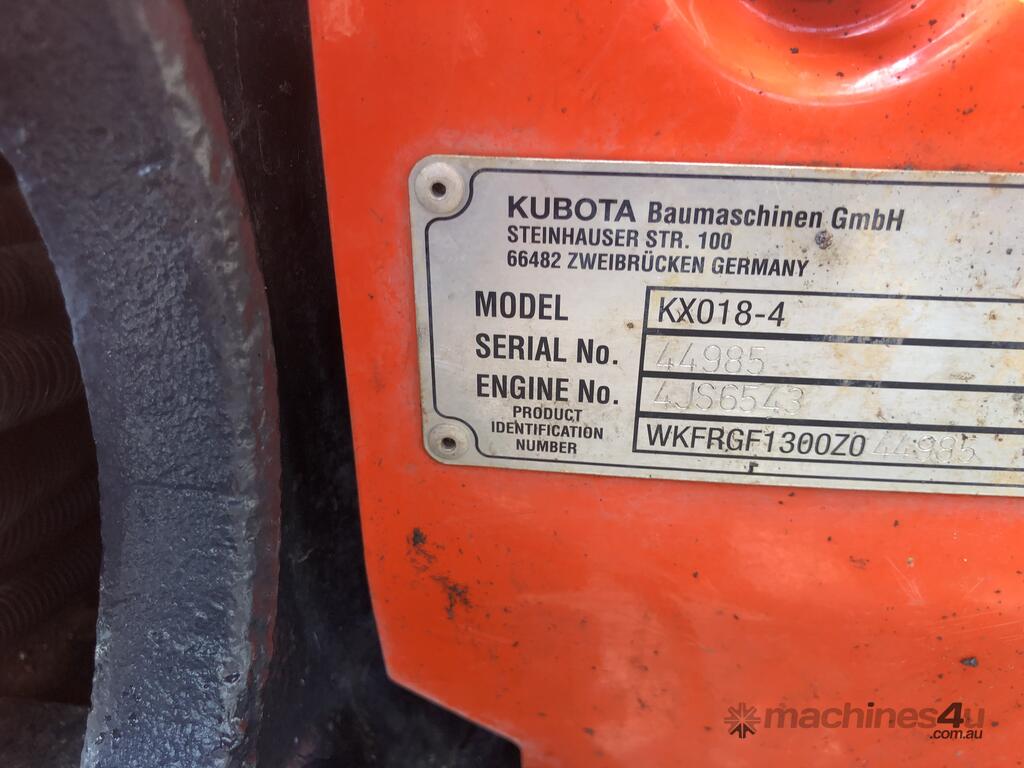 KUBOTA Baumaschinen GmbH
STEINHAUSER STR. 100
66482 ZWEIBRÜCKEN GERMANY
MODEL KX018-4
SERIAL No. 44985
ENGINE No. 4JS6543
PRODUCT IDENTIFICATION NUMBER WKFRGF1300Z044985
machines4u
.com.au